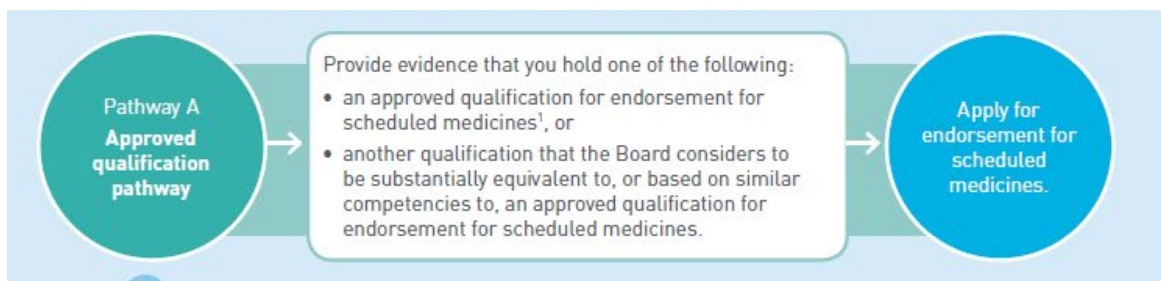 Pathway A
Approved
qualification
pathway
Provide evidence that you hold one of the following:
• an approved qualification for endorsement for
scheduled medicines¹, or
• another qualification that the Board considers to
be substantially equivalent to, or based on similar
competencies to, an approved qualification for
endorsement for scheduled medicines.
Apply for
endorsement for
scheduled
medicines.